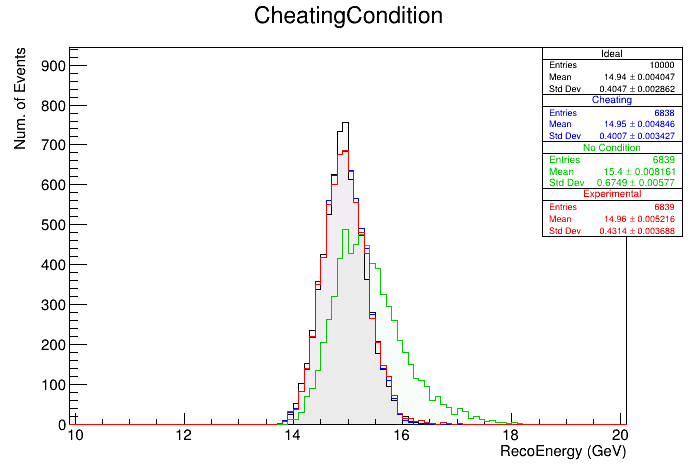 CheatingCondition
Num. of Events
900
800
700
600
500
400
300
200
100
0
10
12
14
16
18
20
RecoEnergy (GeV)
Ideal
Entries 10000
Mean 14.94 ± 0.004047
Std Dev 0.4047 ± 0.002862
Cheating
Entries 6838
Mean 14.95 ± 0.004846
Std Dev 0.4007 ± 0.003427
No Condition
Entries 6839
Mean 15.4 ± 0.008161
Std Dev 0.6749 ± 0.00577
Experimental
Entries 6839
Mean 14.96 ± 0.005216
Std Dev 0.4314 ± 0.003688